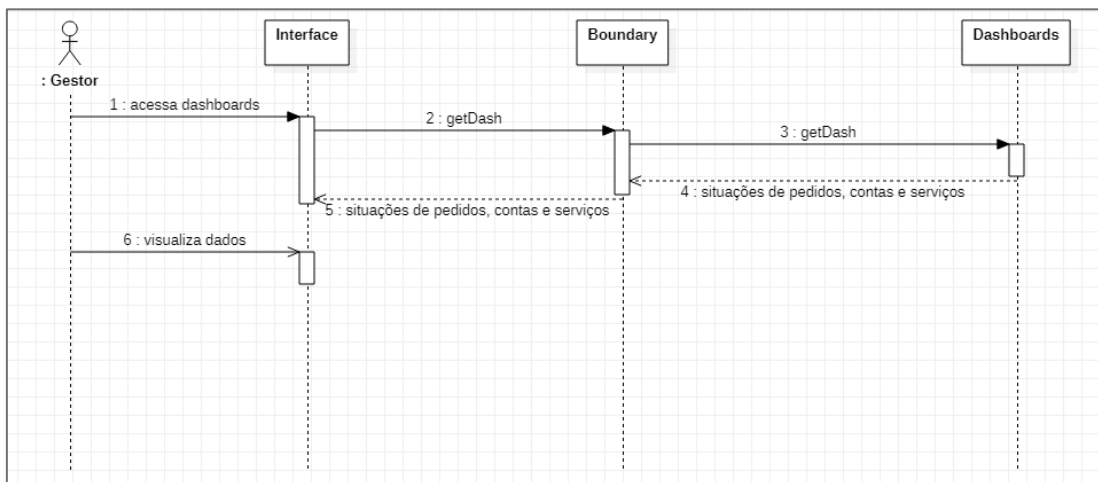 Interface
Boundary
Dashboards
: Gestor
1 : acessa dashboards
2 : getDash
3 : getDash
4 : situações de pedidos, contas e serviços
5 : situações de pedidos, contas e serviços
6 : visualiza dados